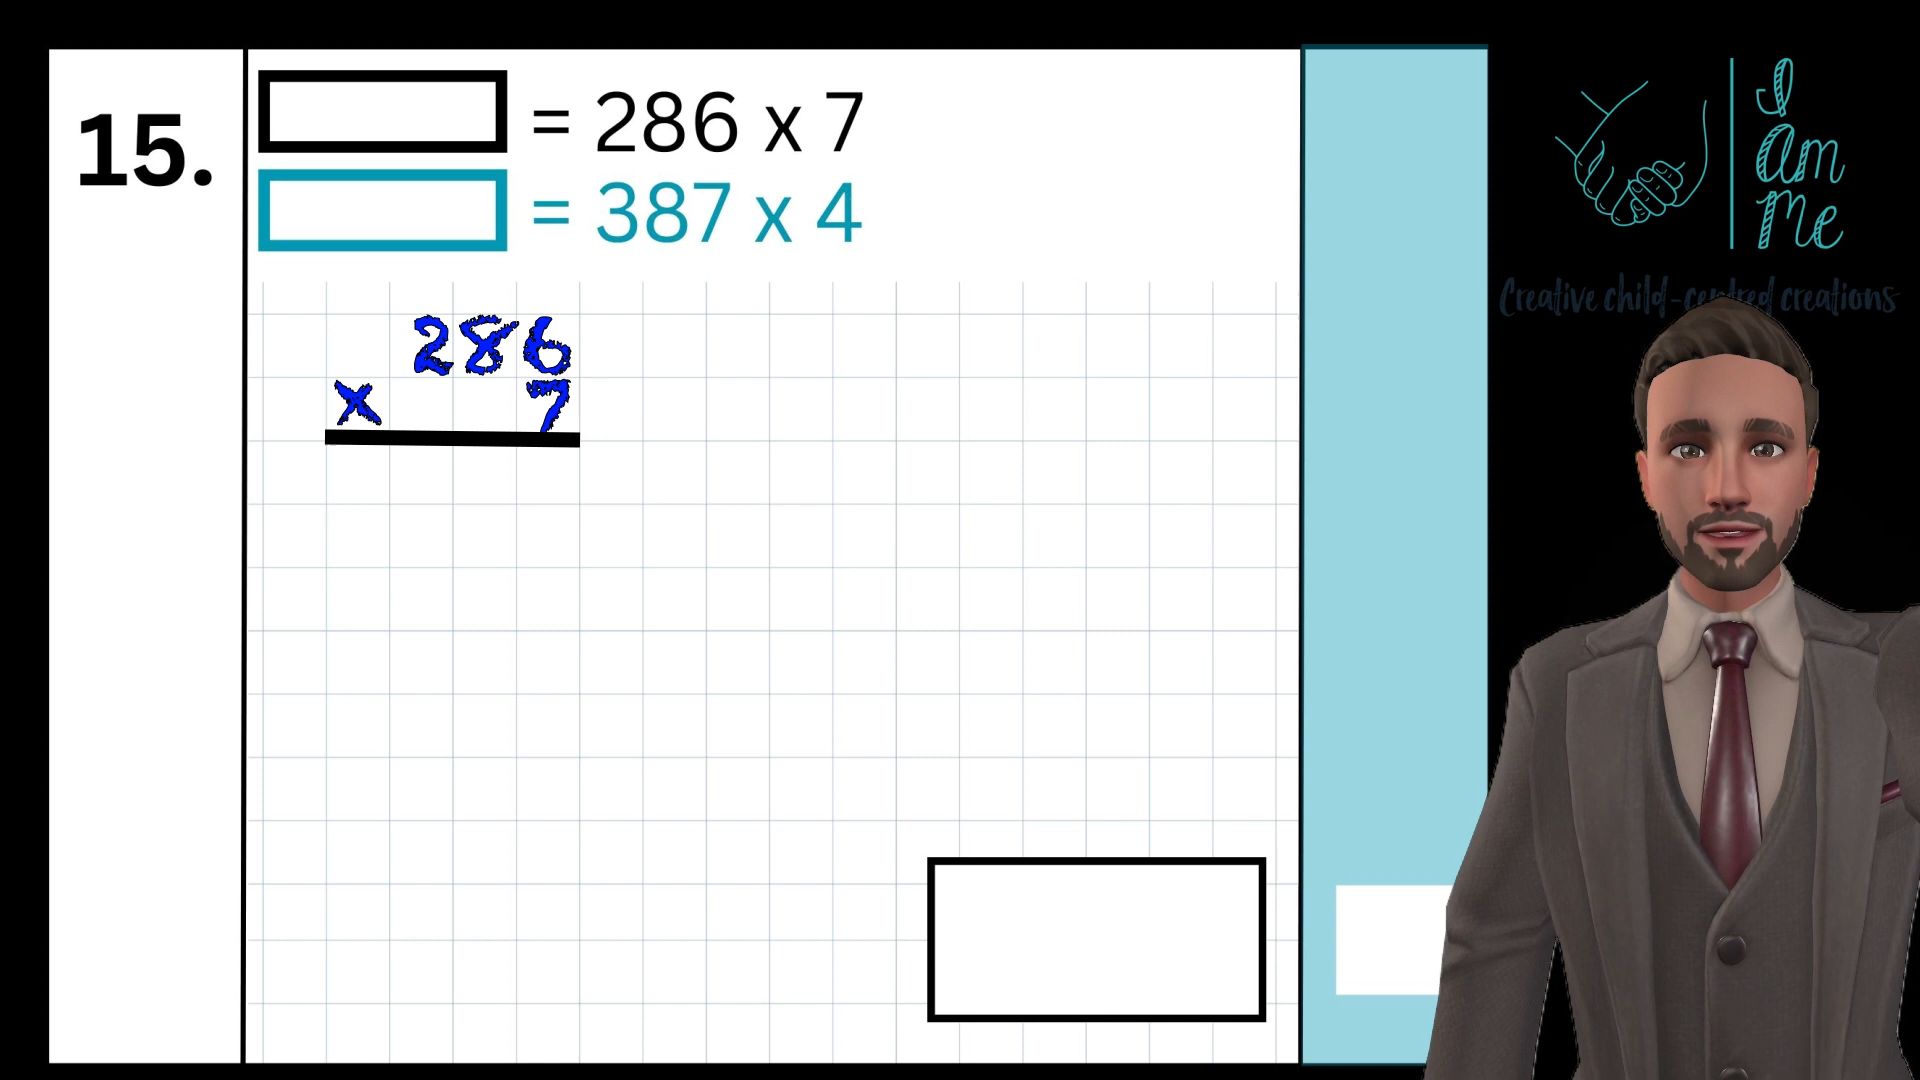 15.
= 286 x 7
= 387 x 4
286
x 7
I
Am
Me
Creative child-centred creations